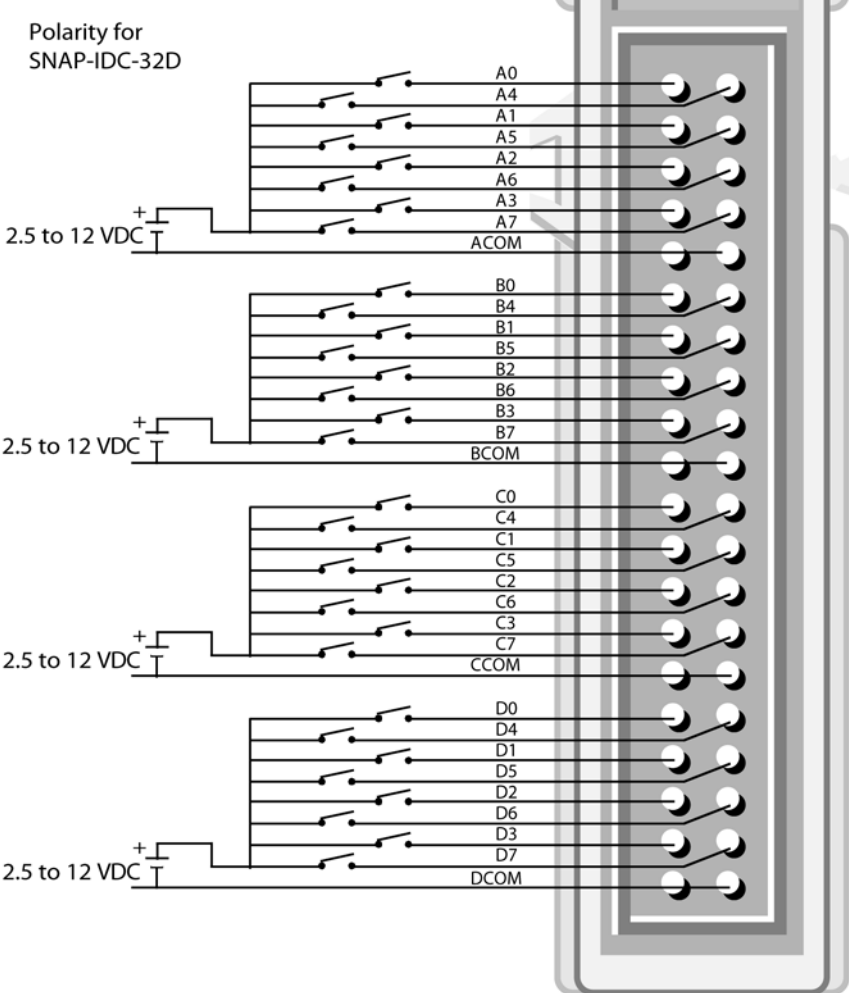 Polarity for
SNAP-IDC-32D
A0
A4
A1
A5
A2
A6
A3
A7
ACOM
+
2.5 to 12 VDC
B0
B4
B1
B5
B2
B6
B3
B7
BCOM
+
2.5 to 12 VDC
C0
C4
C1
C5
C2
C6
C3
C7
CCOM
+
2.5 to 12 VDC
D0
D4
D1
D5
D2
D6
D3
D7
DCOM
+
2.5 to 12 VDC